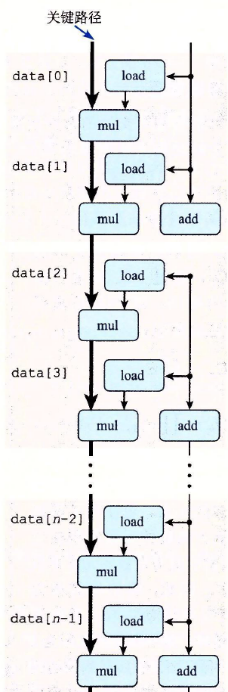 关键路径
data[0]
load
mul
data[1]
load
mul
add
data[2]
load
mul
data[3]
load
mul
add
data[n-2]
load
mul
data[n-1]
load
mul
add